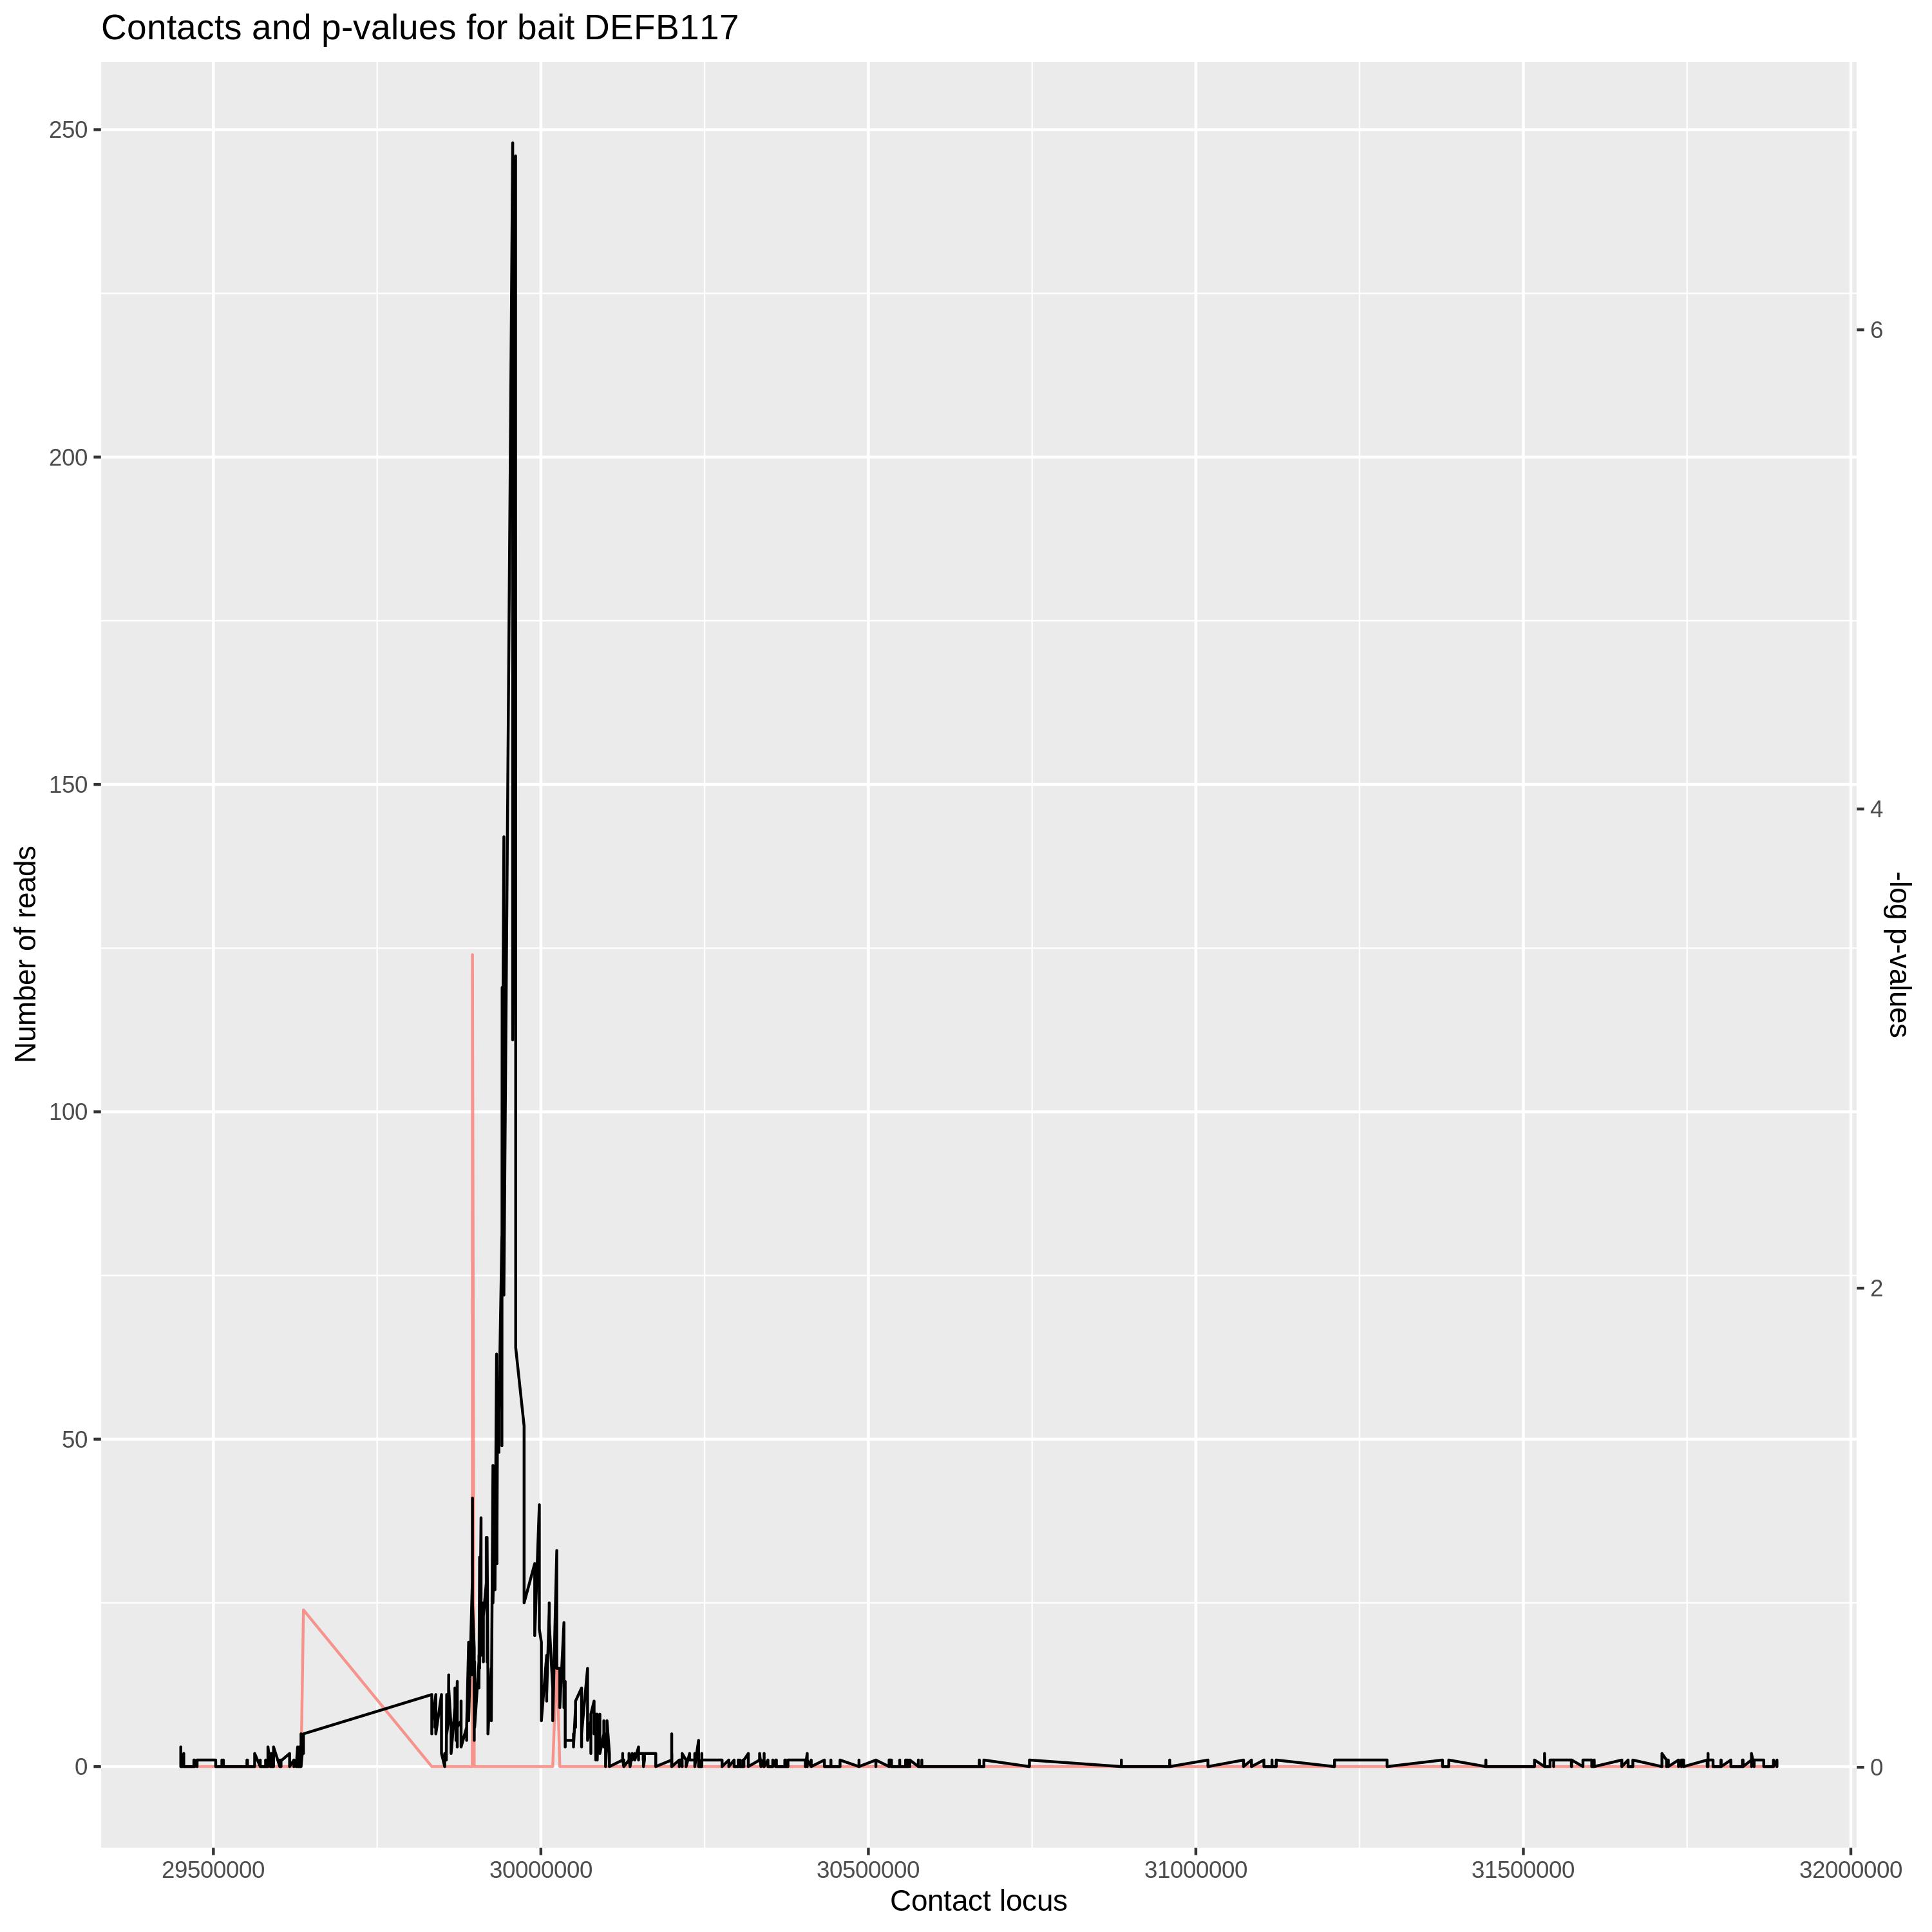 Contacts and p-values for bait DEFB117
250
200
150
100
50
0
Number of reads
6
4
2
0
-log p-values
29500000 30000000 30500000 31000000 31500000 32000000
Contact locus